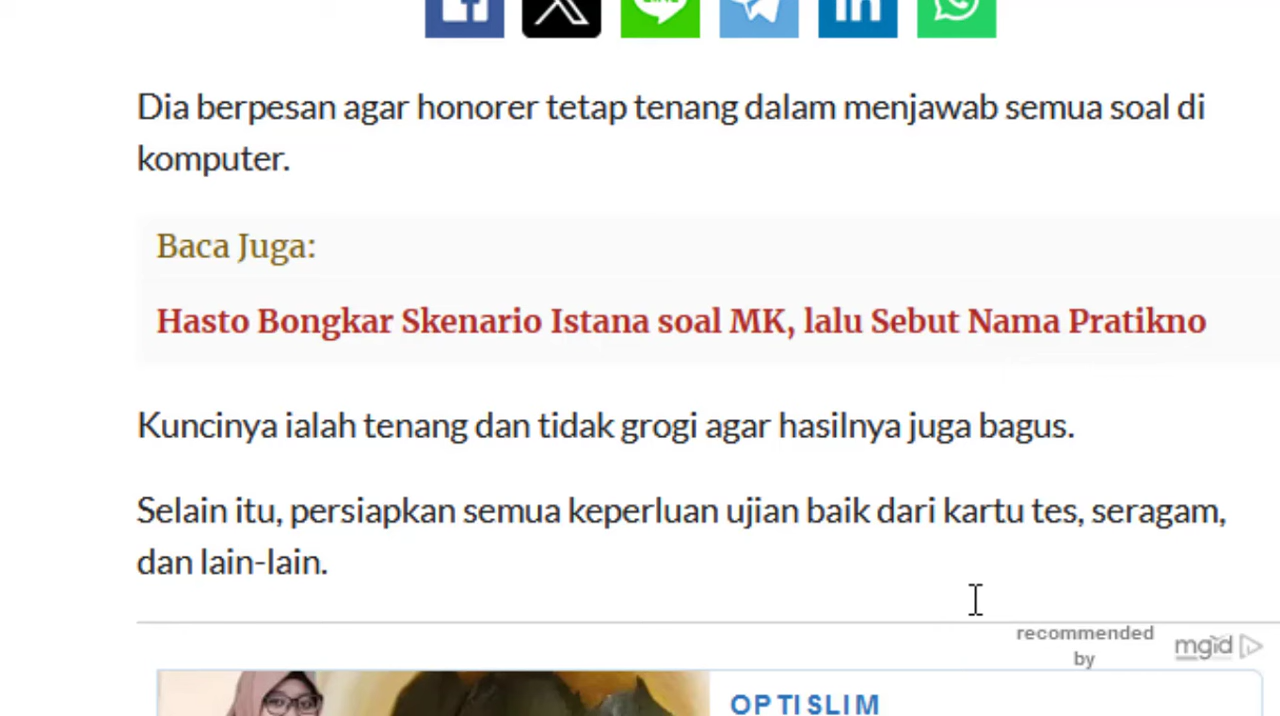 Dia berpesan agar honorer tetap tenang dalam menjawab semua soal di
komputer.
Baca Juga:
Hasto Bongkar Skenario Istana soal MK, lalu Sebut Nama Pratikno
Kuncinya ialah tenang dan tidak grogi agar hasilnya juga bagus.
Selain itu, persiapkan semua keperluan ujian baik dari kartu tes, seragam,
dan lain-lain.
recommended
by
mgid
OPTISLIM